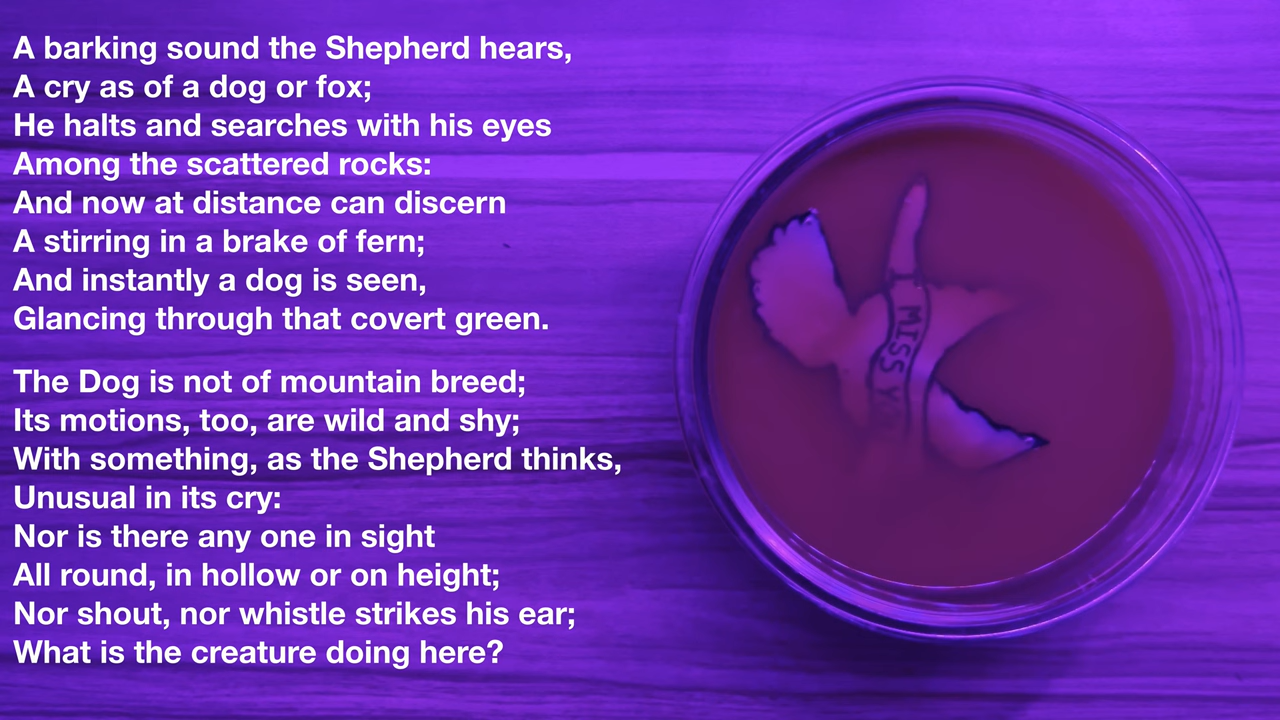 A barking sound the Shepherd hears,
A cry as of a dog or fox;
He halts and searches with his eyes
Among the scattered rocks:
And now at distance can discern
A stirring in a brake of fern;
And instantly a dog is seen,
Glancing through that covert green.
The Dog is not of mountain breed;
Its motions, too, are wild and shy;
With something, as the Shepherd thinks,
Unusual in its cry:
Nor is there any one in sight
All round, in hollow or on height;
Nor shout, nor whistle strikes his ear;
What is the creature doing here?
I MISS